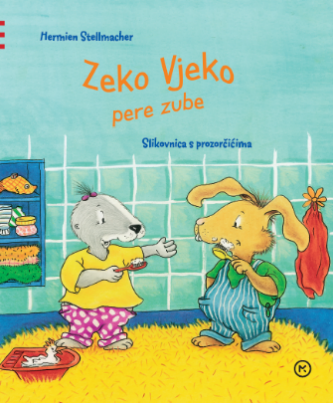 Hermien Stellmacher
Zeko Vjeko
pere zube
Slikovnica s prozorčićima
M